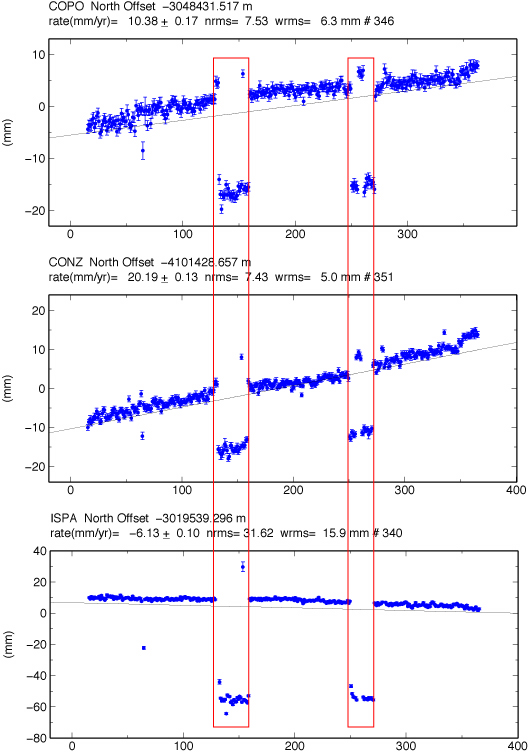 COPO North Offset −3048431.517 m
rate(mm/yr)= 10.38 ± 0.17 nrms= 7.53 wrms= 6.3 mm # 346
10
0
−10
−20
(mm)
0 100 200 300
CONZ North Offset −4101426.657 m
rate(mm/yr)= 20.19 ± 0.13 nrms= 7.43 wrms= 5.0 mm # 351
20
10
0
−10
−20
(mm)
0 100 200 300 400
ISPA North Offset −3019539.296 m
rate(mm/yr)= −6.13 ± 0.10 nrms= 31.62 wrms= 15.9 mm # 340
40
20
0
−20
−40
−60
−80
(mm)
0 100 200 300 400